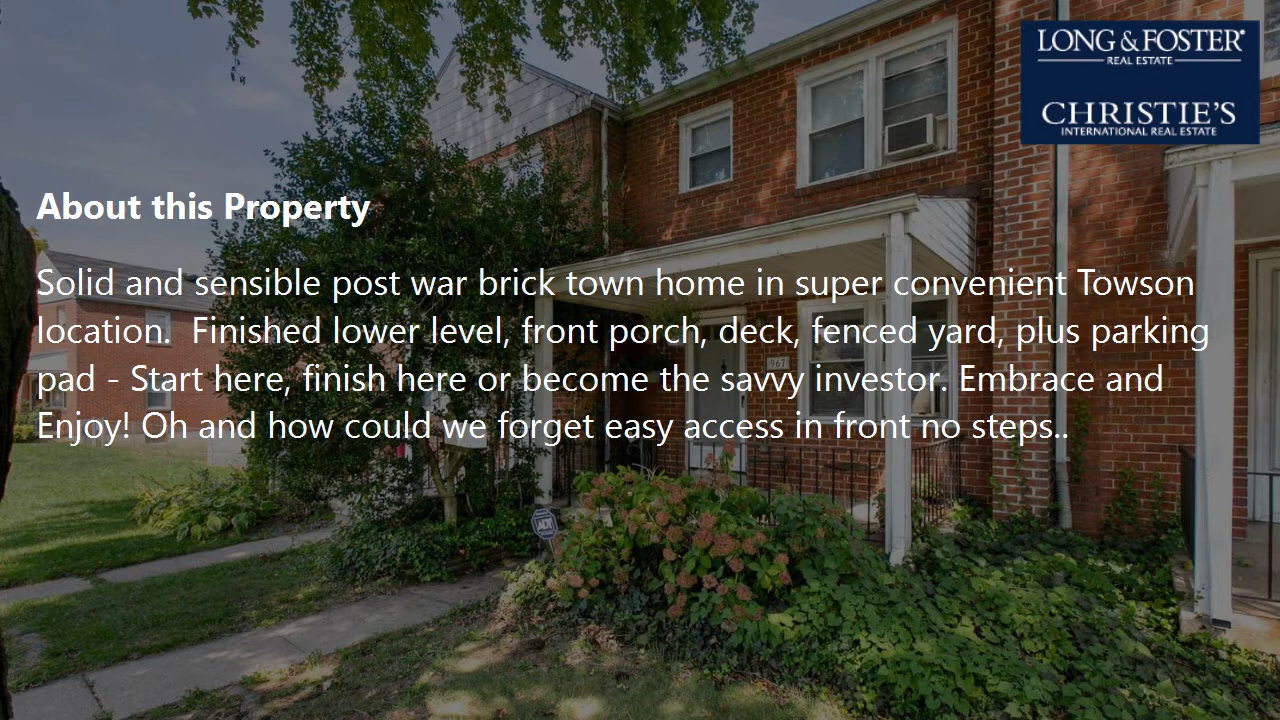 LONG & FOSTER®
REAL ESTATE
CHRISTIE'S
INTERNATIONAL REAL ESTATE
About this Property
Solid and sensible post war brick town home in super convenient Towson
location.  Finished lower level, front porch, deck, fenced yard, plus parking
pad - Start here, finish here or become the savvy investor. Embrace and
Enjoy! Oh and how could we forget easy access in front no steps..
967
ADT